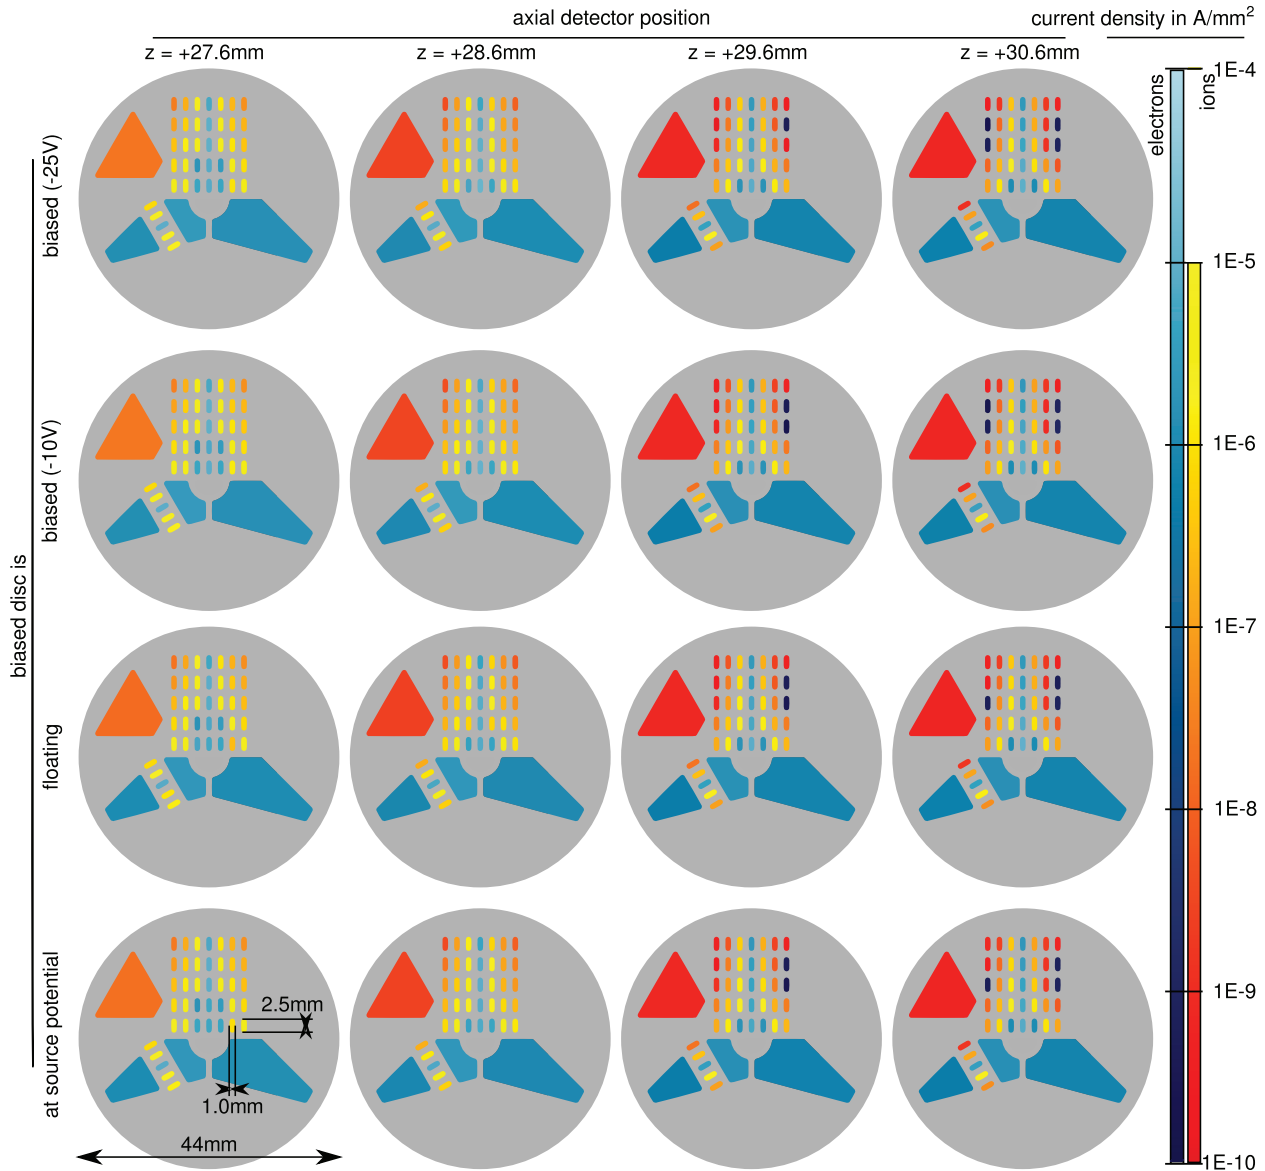 axial detector position
current density in A/mm2
z = +27.6mm
z = +28.6mm
z = +29.6mm
z = +30.6mm
electrons
ions
1E-4
1E-5
1E-6
1E-7
1E-8
1E-9
1E-10
biased disc is
biased (-25V)
biased (-10V)
floating
at source potential
2.5mm
1.0mm
44mm